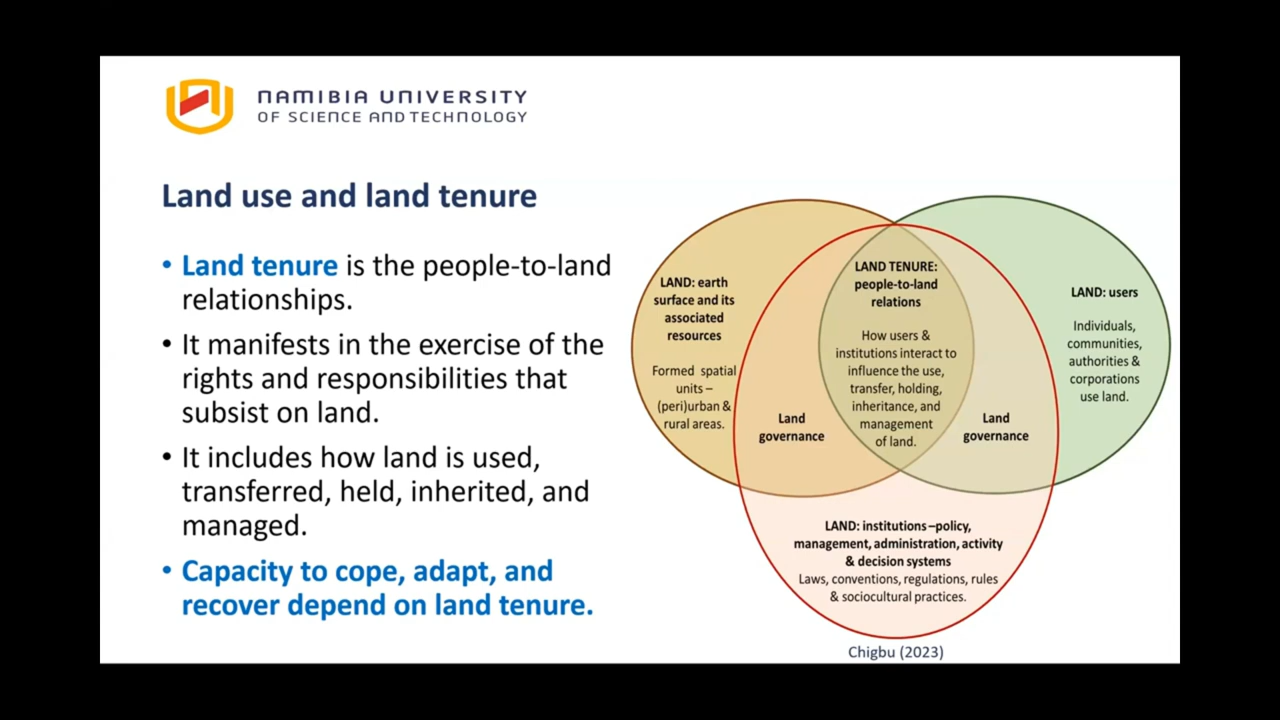 NAMIBIA UNIVERSITY
OF SCIENCE AND TECHNOLOGY
Land use and land tenure
• Land tenure is the people-to-land
relationships.
• It manifests in the exercise of the
rights and responsibilities that
subsist on land.
• It includes how land is used,
transferred, held, inherited, and
managed.
• Capacity to cope, adapt, and
recover depend on land tenure.
LAND: earth
surface and its
associated
resources
Formed spatial
units –
(peri)urban &
rural areas.
Land
governance
LAND TENURE:
people-to-land
relations
How users &
institutions interact to
influence the use,
transfer, holding,
inheritance, and
management
of land.
Land
governance
LAND: users
Individuals,
communities,
authorities &
corporations
use land.
LAND: institutions –policy,
management, administration, activity
& decision systems
Laws, conventions, regulations, rules
& sociocultural practices.
Chigbu (2023)